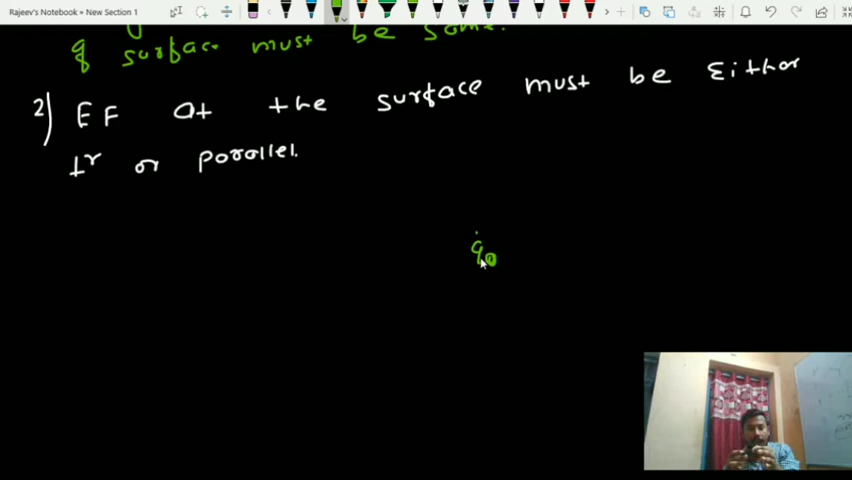 Rajeev's Notebook » New Section 1
of surface must be same.
2) EF at the surface must be Either
⊥r or parallel.
q